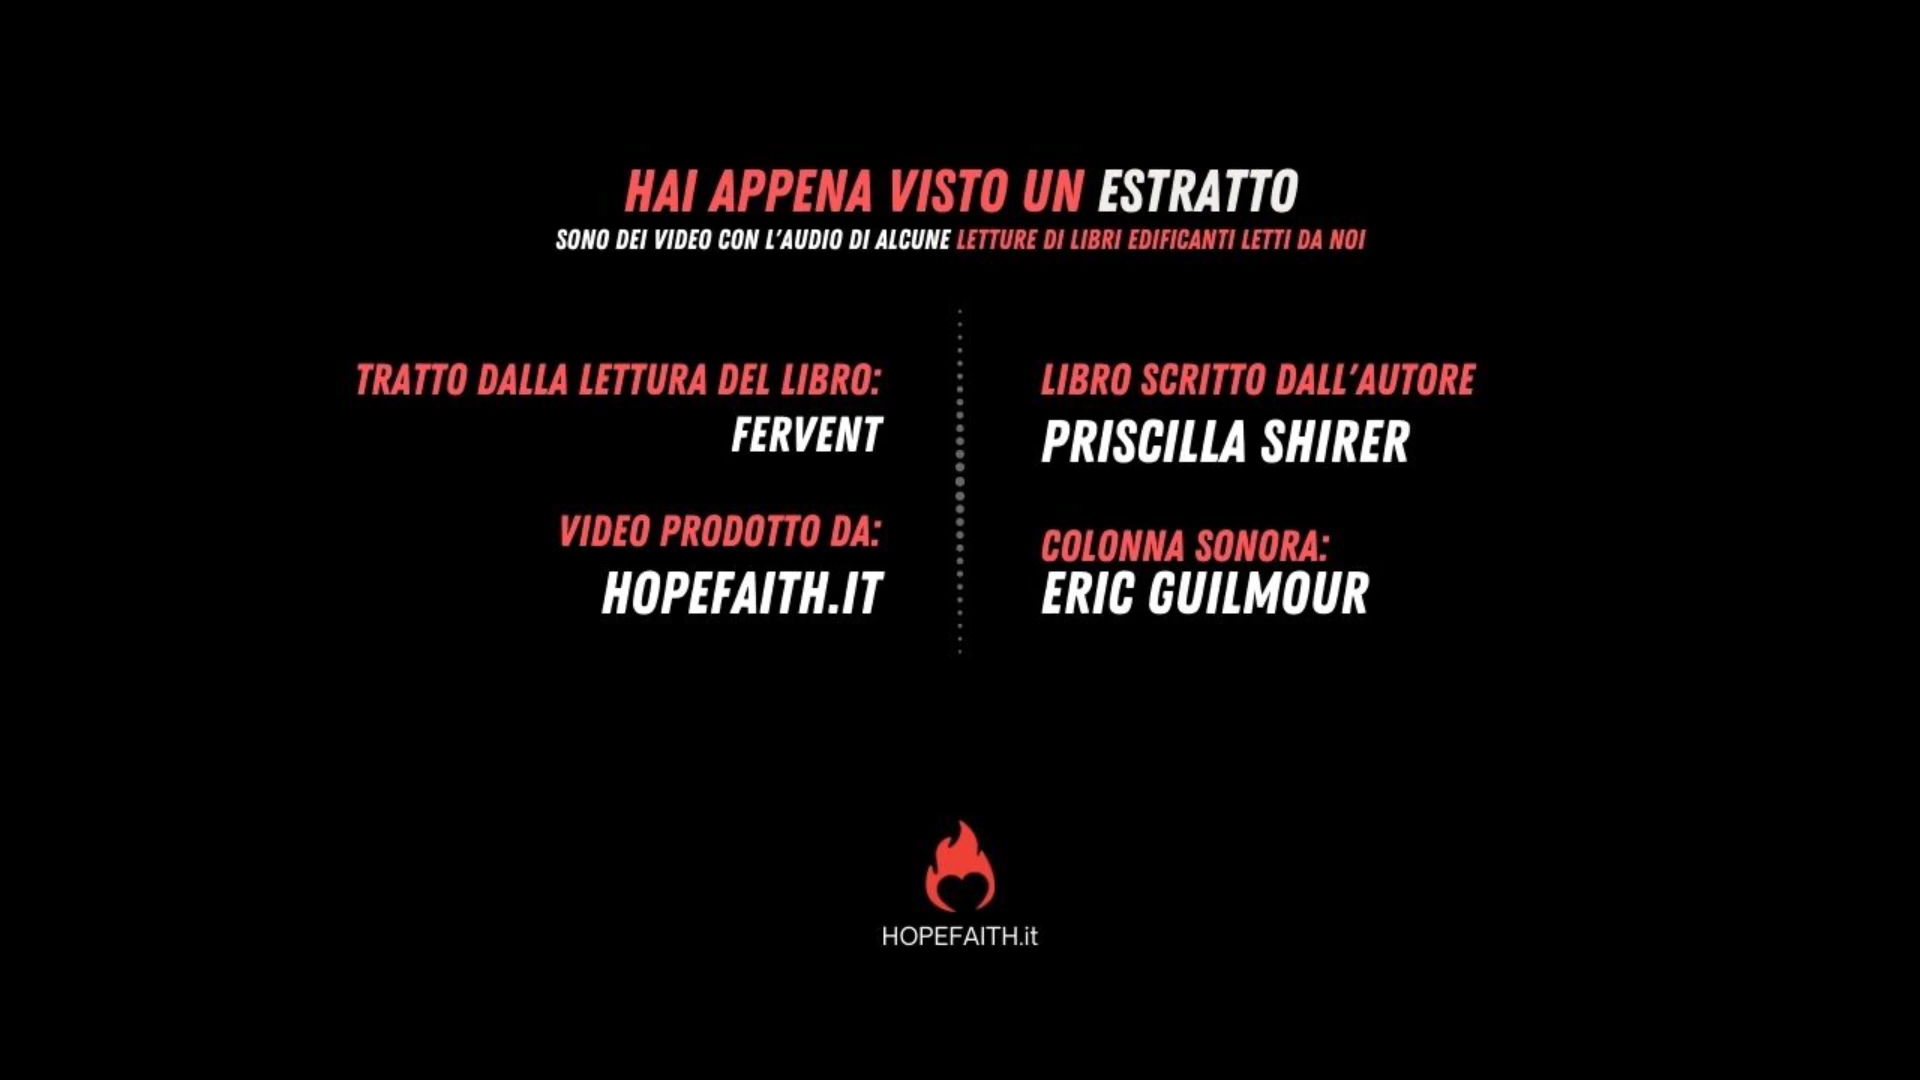 HAI APPENA VISTO UN ESTRATTO
SONO DEI VIDEO CON L'AUDIO DI ALCUNE LETTURE DI LIBRI EDIFICANTI LETTI DA NOI
TRATTO DALLA LETTURA DEL LIBRO:
FERVENT
VIDEO PRODOTTO DA:
HOPEFAITH.IT
LIBRO SCRITTO DALL'AUTORE
PRISCILLA SHIRER
COLONNA SONORA:
ERIC GUILMOUR
HOPEFAITH.it